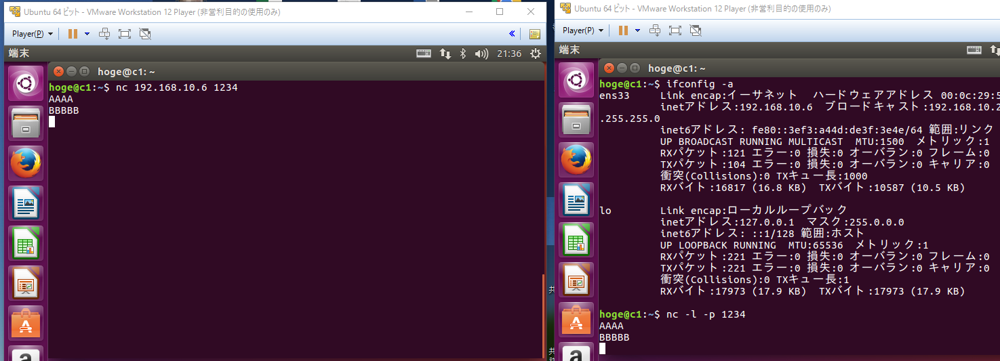 Ubuntu 64 ビット - VMware Workstation 12 Player (非営利目的の使用のみ)
Player(P)
端末
21:36
hoge@c1: ~
hoge@c1:~$ nc 192.168.10.6 1234
AAAA
BBBBB
Ubuntu 64 ビット - VMware Workstation 12 Player (非営利目的の使用のみ)
Player(P)
端末
hoge@c1: ~
hoge@c1:~$ ifconfig -a
ens33 Link encap:イーサネット ハードウェアアドレス 00:0c:29:5
inetアドレス:192.168.10.6 ブロードキャスト:192.168.10.2
.255.255.0
inet6アドレス: fe80::3ef3:a44d:de3f:3e4e/64 範囲:リンク
UP BROADCAST RUNNING MULTICAST MTU:1500 メトリック:1
RXパケット:121 エラー:0 損失:0 オーバラン:0 フレーム:0
TXパケット:104 エラー:0 損失:0 オーバラン:0 キャリア:0
衝突(Collisions):0 TXキュー長:1000
RXバイト:16817 (16.8 KB) TXバイト:10587 (10.5 KB)
lo Link encap:ローカルループバック
inetアドレス:127.0.0.1 マスク:255.0.0.0
inet6アドレス: ::1/128 範囲:ホスト
UP LOOPBACK RUNNING MTU:65536 メトリック:1
RXパケット:221 エラー:0 損失:0 オーバラン:0 フレーム:0
TXパケット:221 エラー:0 損失:0 オーバラン:0 キャリア:0
衝突(Collisions):0 TXキュー長:1
RXバイト:17973 (17.9 KB) TXバイト:17973 (17.9 KB)
hoge@c1:~$ nc -l -p 1234
AAAA
BBBBB